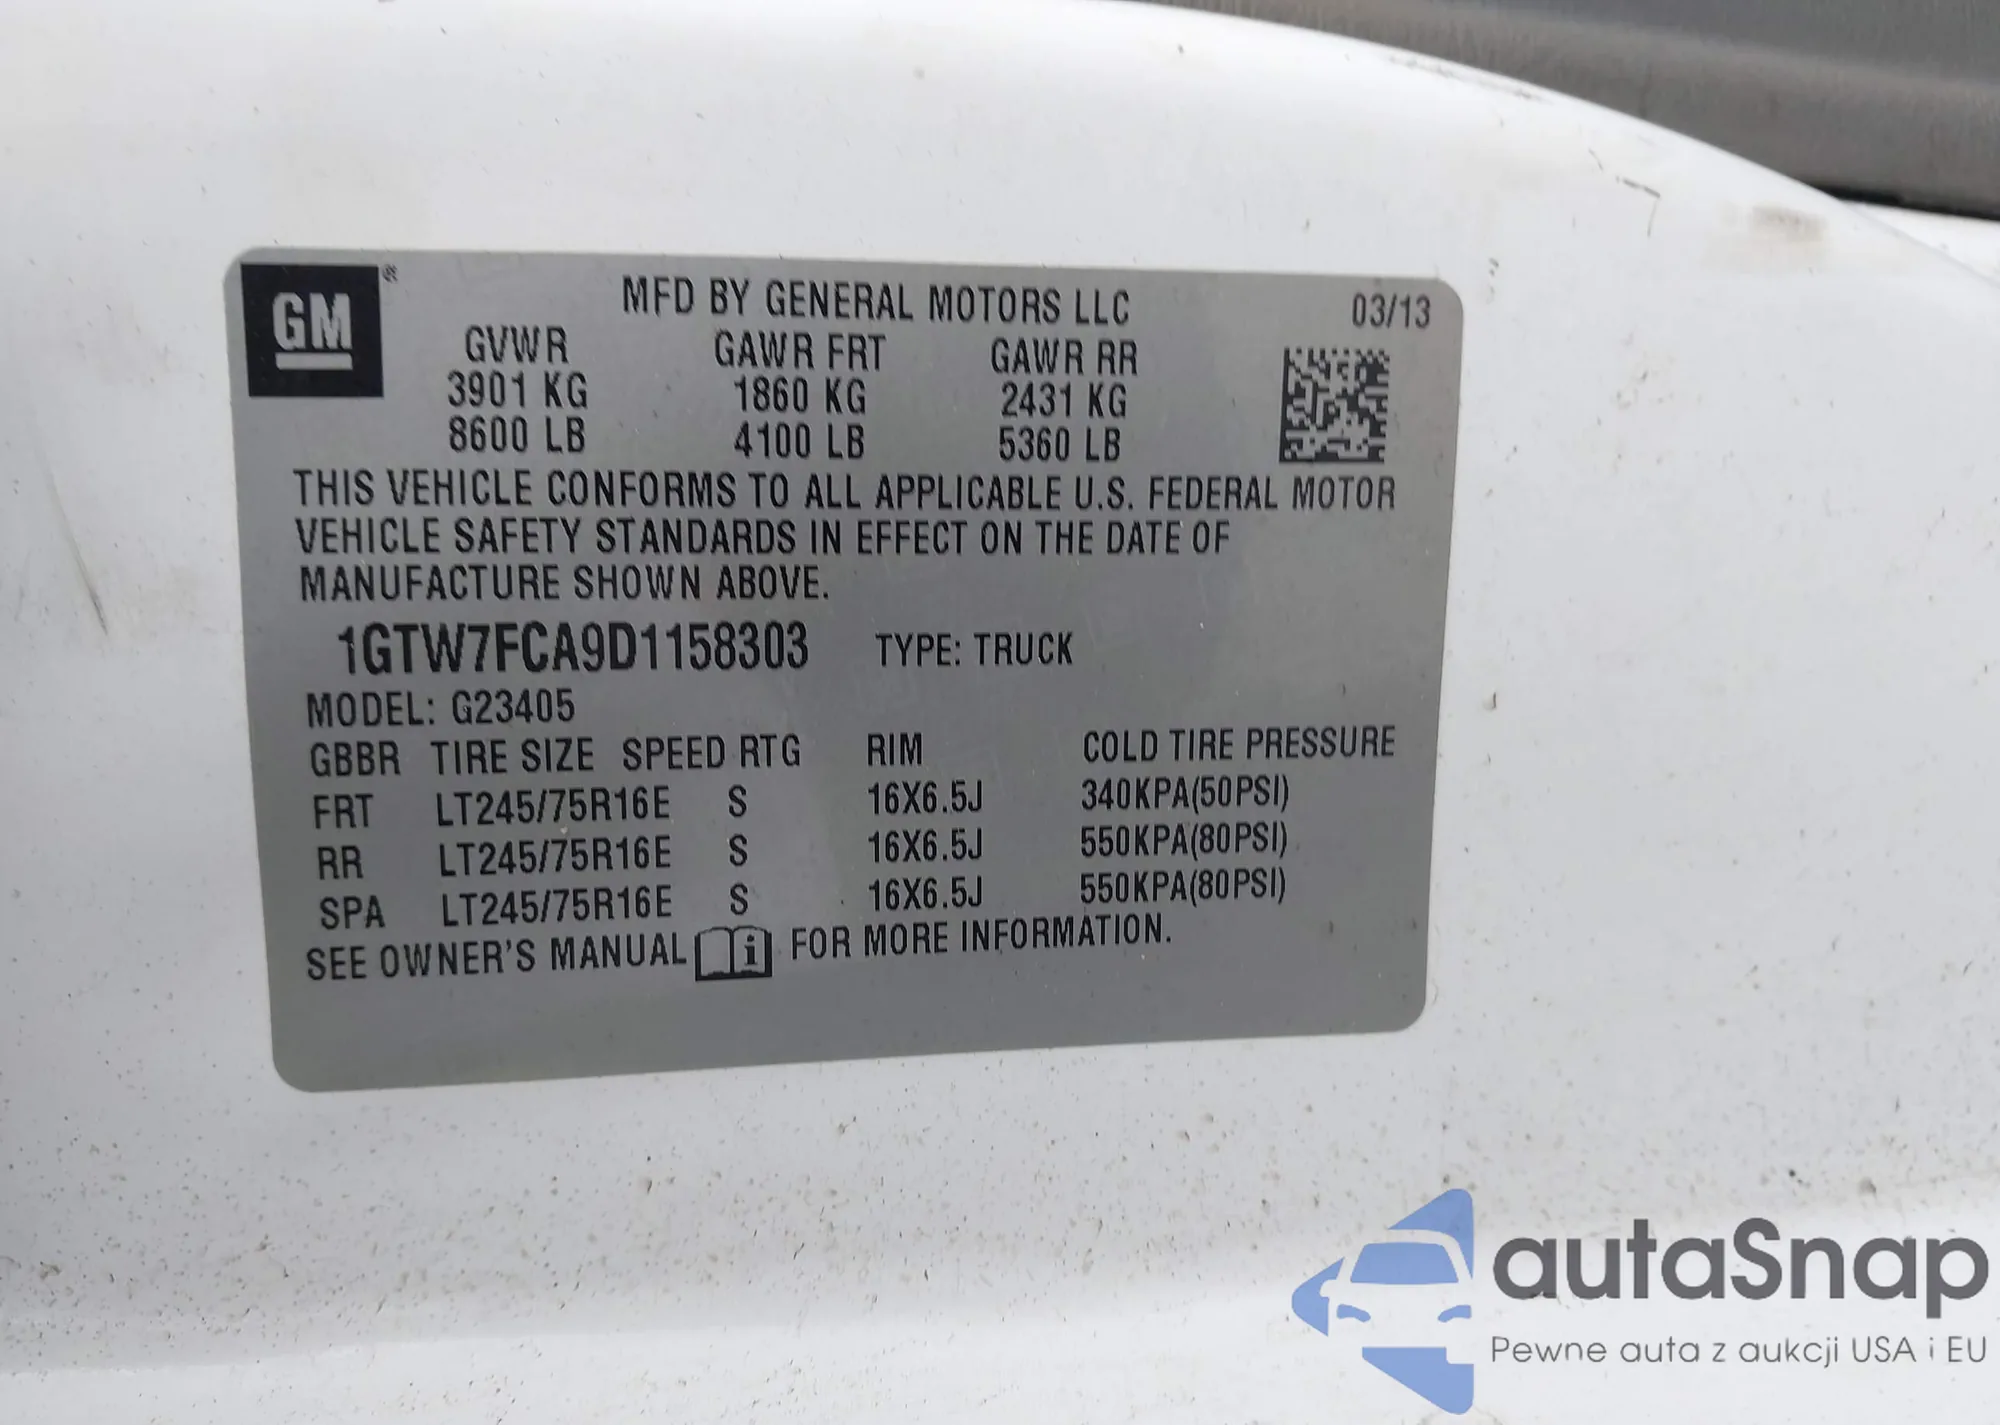 GM®
MFD BY GENERAL MOTORS LLC 03/13
GVWR GAWR FRT GAWR RR
3901 KG 1860 KG 2431 KG
8600 LB 4100 LB 5360 LB
THIS VEHICLE CONFORMS TO ALL APPLICABLE U.S. FEDERAL MOTOR
VEHICLE SAFETY STANDARDS IN EFFECT ON THE DATE OF
MANUFACTURE SHOWN ABOVE.
1GTW7FCA9D1158303 TYPE: TRUCK
MODEL: G23405
GBBR TIRE SIZE SPEED RTG RIM COLD TIRE PRESSURE
FRT LT245/75R16E S 16X6.5J 340KPA(50PSI)
RR LT245/75R16E S 16X6.5J 550KPA(80PSI)
SPA LT245/75R16E S 16X6.5J 550KPA(80PSI)
SEE OWNER'S MANUAL i FOR MORE INFORMATION.
autaSnap
Pewne auta z aukcji USA i EU